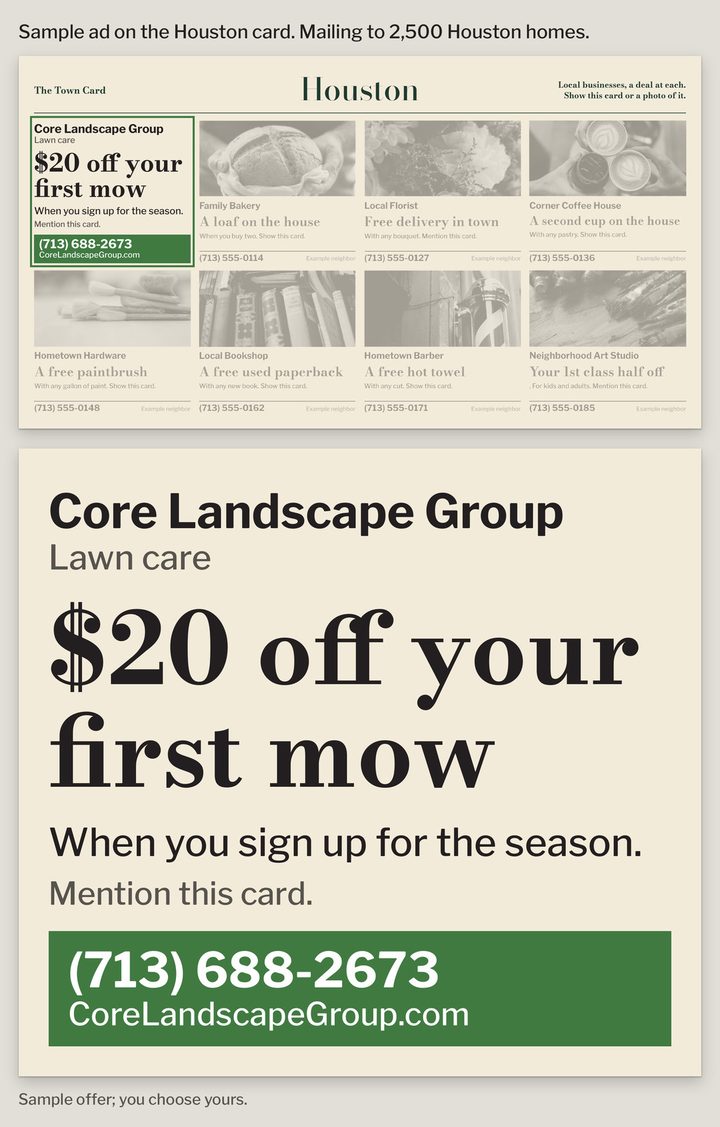 Sample ad on the Houston card. Mailing to 2,500 Houston homes.
The Town Card
Houston
Local businesses, a deal at each.
Show this card or a photo of it.
Core Landscape Group
Lawn care
$20 off your
first mow
When you sign up for the season.
Mention this card.
(713) 688-2673
CoreLandscapeGroup.com
Family Bakery
A loaf on the house
When you buy two. Show this card.
(713) 555-0114
Example neighbor
Local Florist
Free delivery in town
With any bouquet. Mention this card.
(713) 555-0127
Example neighbor
Corner Coffee House
A second cup on the house
With any pastry. Show this card.
(713) 555-0136
Example neighbor
Hometown Hardware
A free paintbrush
With any gallon of paint. Show this card.
(713) 555-0148
Example neighbor
Local Bookshop
A free used paperback
With any new book. Show this card.
(713) 555-0162
Example neighbor
Hometown Barber
A free hot towel
With any cut. Show this card.
(713) 555-0171
Example neighbor
Neighborhood Art Studio
Your 1st class half off
For kids and adults. Mention this card.
(713) 555-0185
Example neighbor
Core Landscape Group
Lawn care
$20 off your
first mow
When you sign up for the season.
Mention this card.
(713) 688-2673
CoreLandscapeGroup.com
Sample offer; you choose yours.